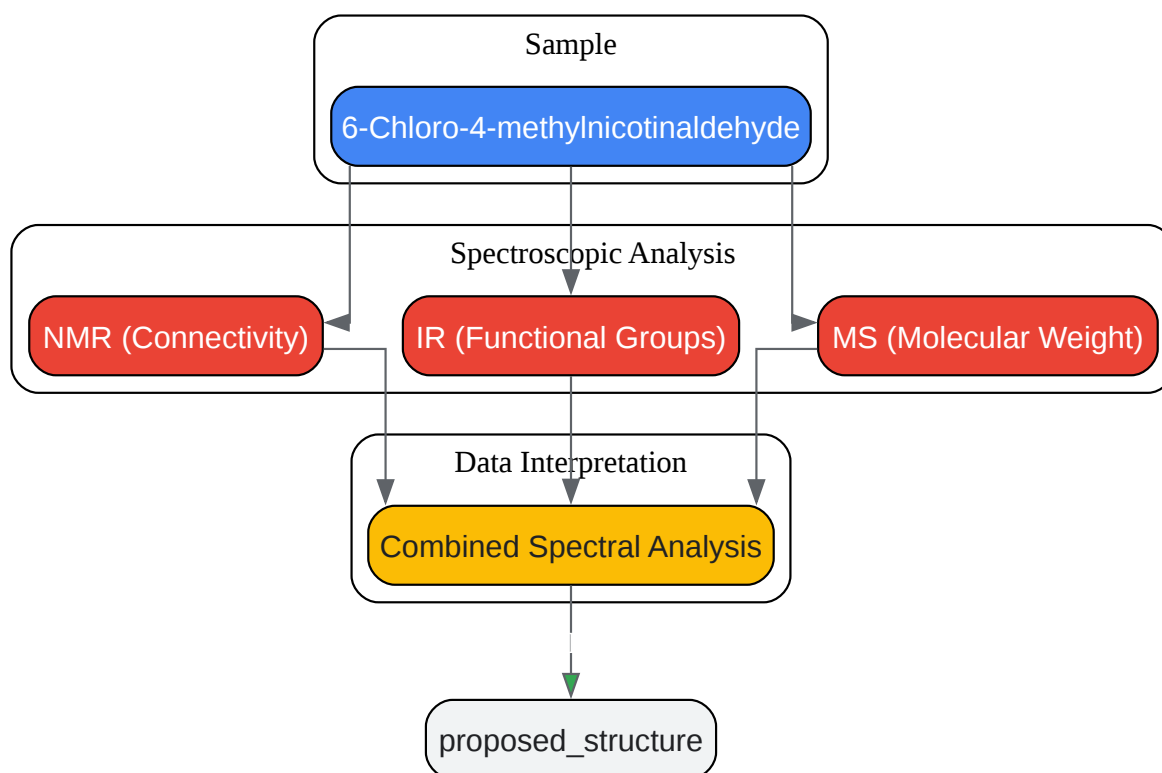 Sample
6-Chloro-4-methylnicotinaldehyde
Spectroscopic Analysis
NMR (Connectivity)
IR (Functional Groups)
MS (Molecular Weight)
Data Interpretation
Combined Spectral Analysis
proposed_structure